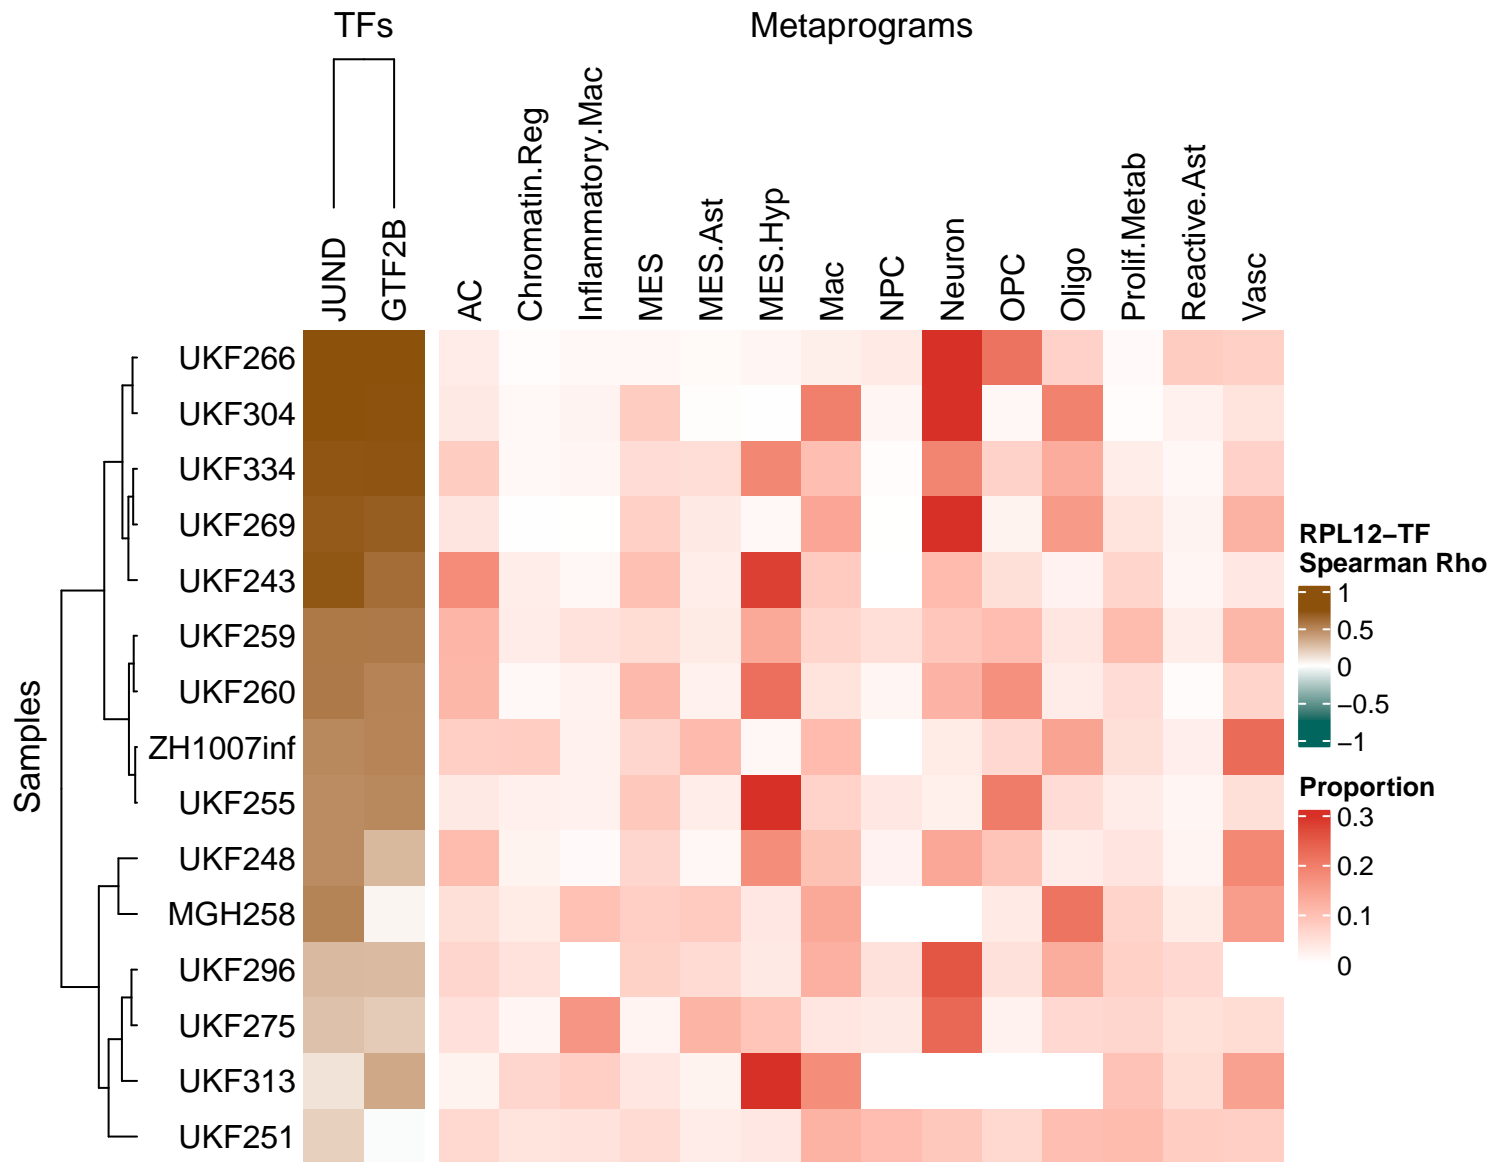 TFs
Metaprograms
JUND
GTF2B
AC
Chromatin.Reg
Inflammatory.Mac
MES
MES.Ast
MES.Hyp
Mac
NPC
Neuron
OPC
Oligo
Prolif.Metab
Reactive.Ast
Vasc
Samples
UKF266
UKF304
UKF334
UKF269
UKF243
UKF259
UKF260
ZH1007inf
UKF255
UKF248
MGH258
UKF296
UKF275
UKF313
UKF251
RPL12−TF
Spearman Rho
1
0.5
0
−0.5
−1
Proportion
0.3
0.2
0.1
0